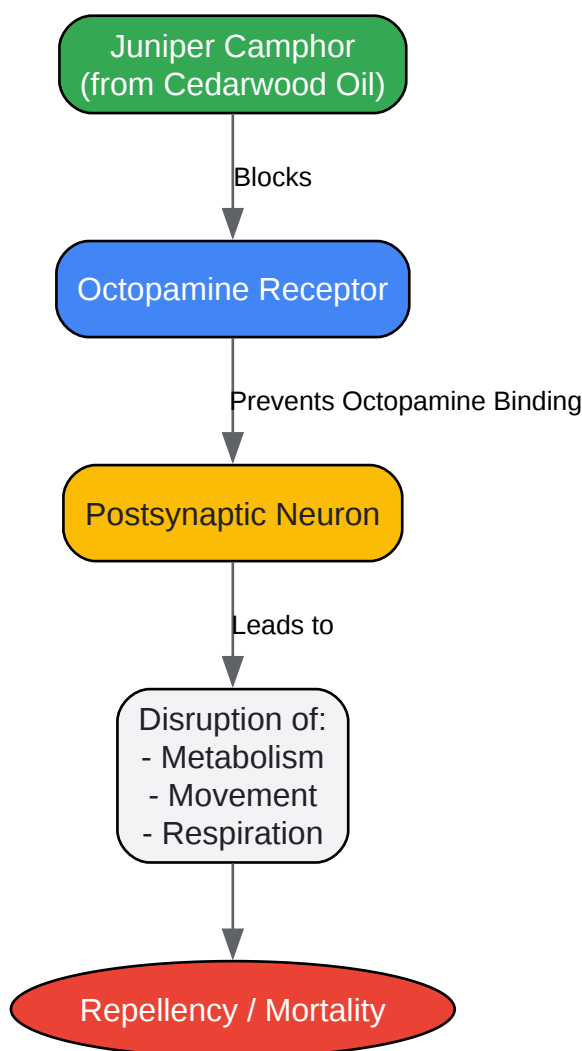 Juniper Camphor
(from Cedarwood Oil)
Blocks
Octopamine Receptor
Prevents Octopamine Binding
Postsynaptic Neuron
Leads to
Disruption of:
- Metabolism
- Movement
- Respiration
Repellency / Mortality